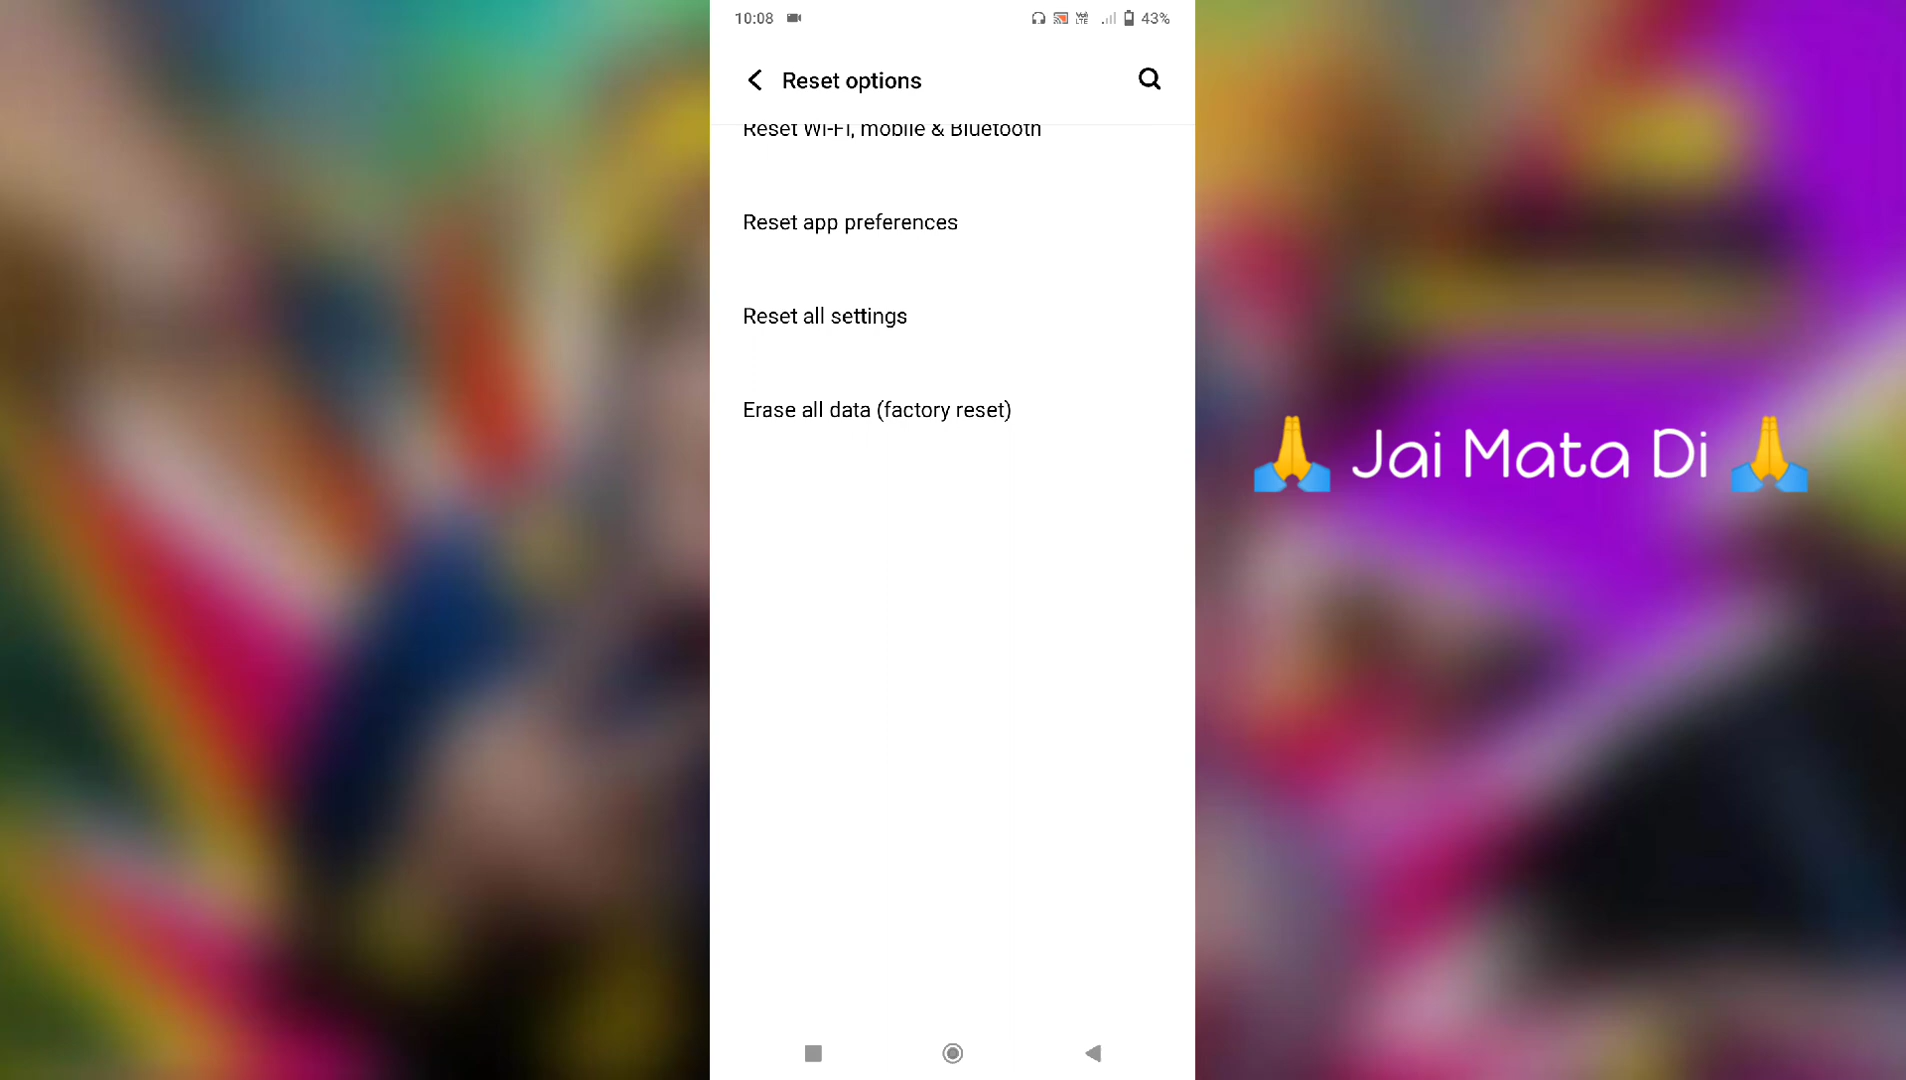 10:08 43%
Reset options
Reset Wi-Fi, mobile & Bluetooth
Reset app preferences
Reset all settings
Erase all data (factory reset)
🙏 Jai Mata Di 🙏